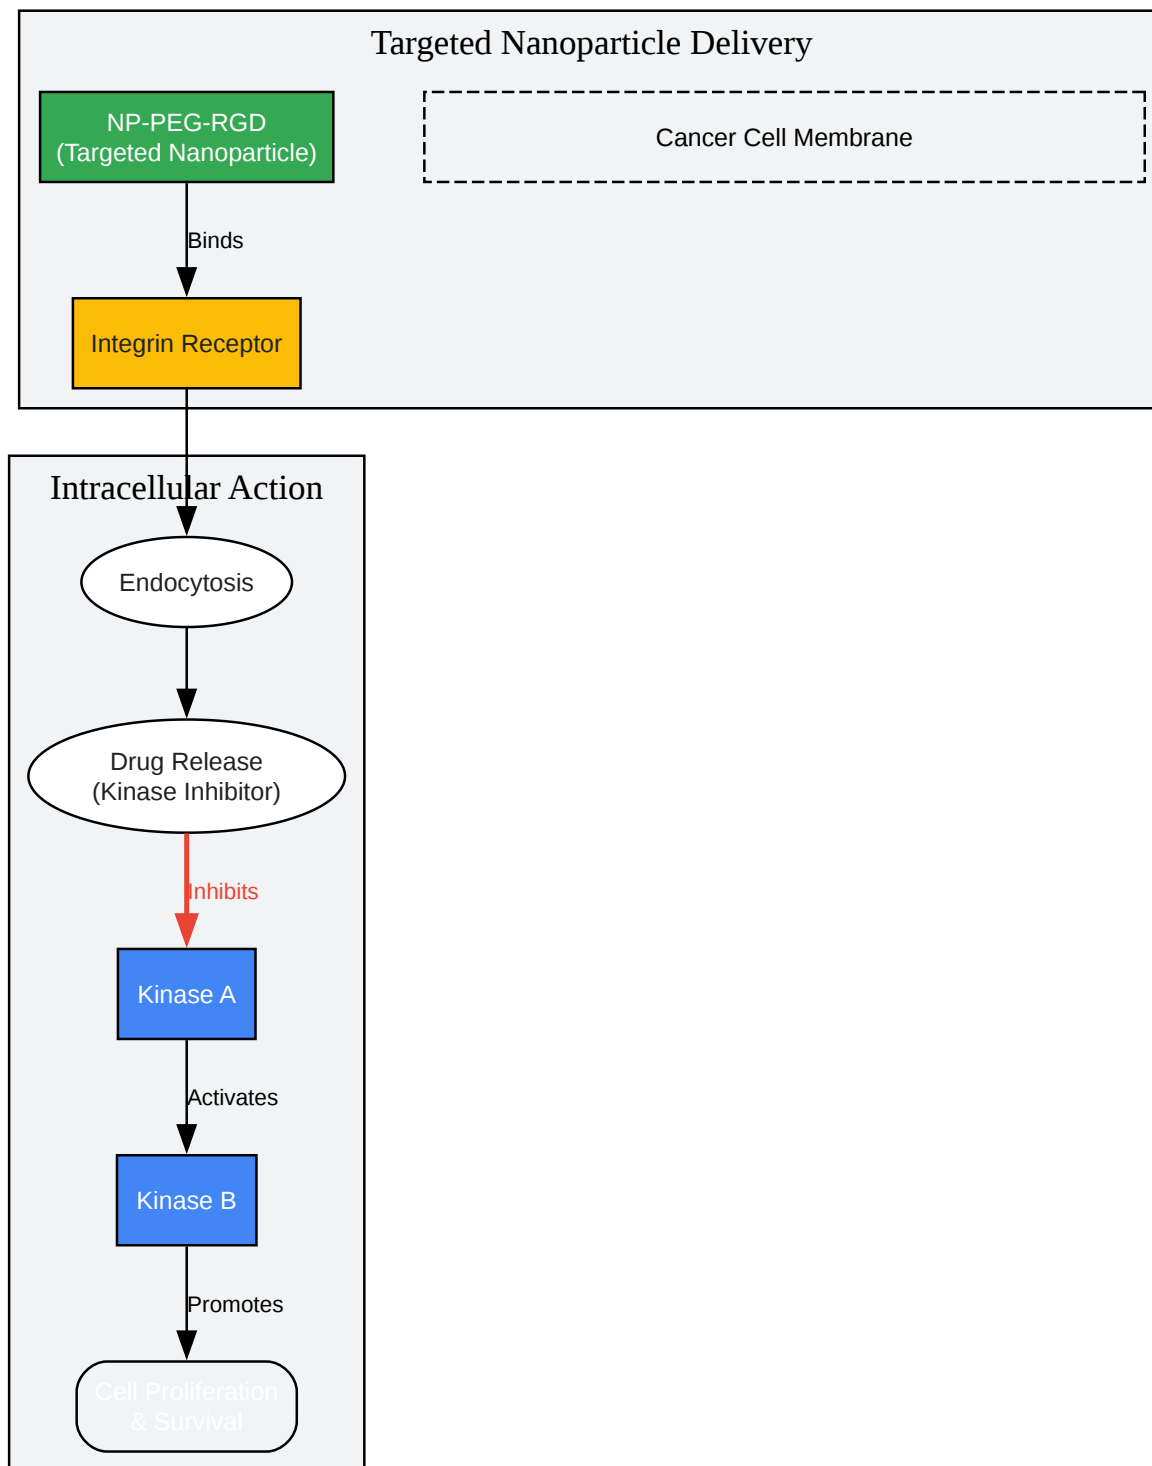 Targeted Nanoparticle Delivery
NP-PEG-RGD
(Targeted Nanoparticle)
Cancer Cell Membrane
Binds
Integrin Receptor
Intracellular Action
Endocytosis
Drug Release
(Kinase Inhibitor)
Inhibits
Kinase A
Activates
Kinase B
Promotes
Cell Proliferation
& Survival